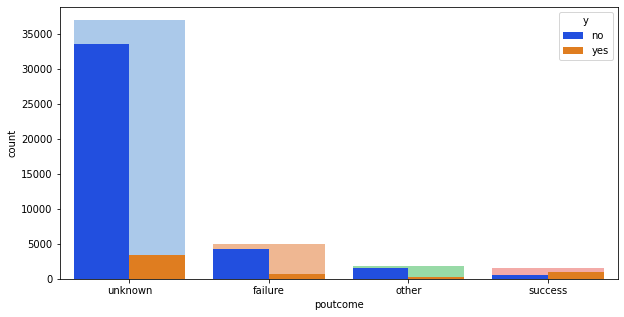 35000
30000
25000
20000
15000
10000
5000
0
count
unknown
failure
other
success
poutcome
y
no
yes